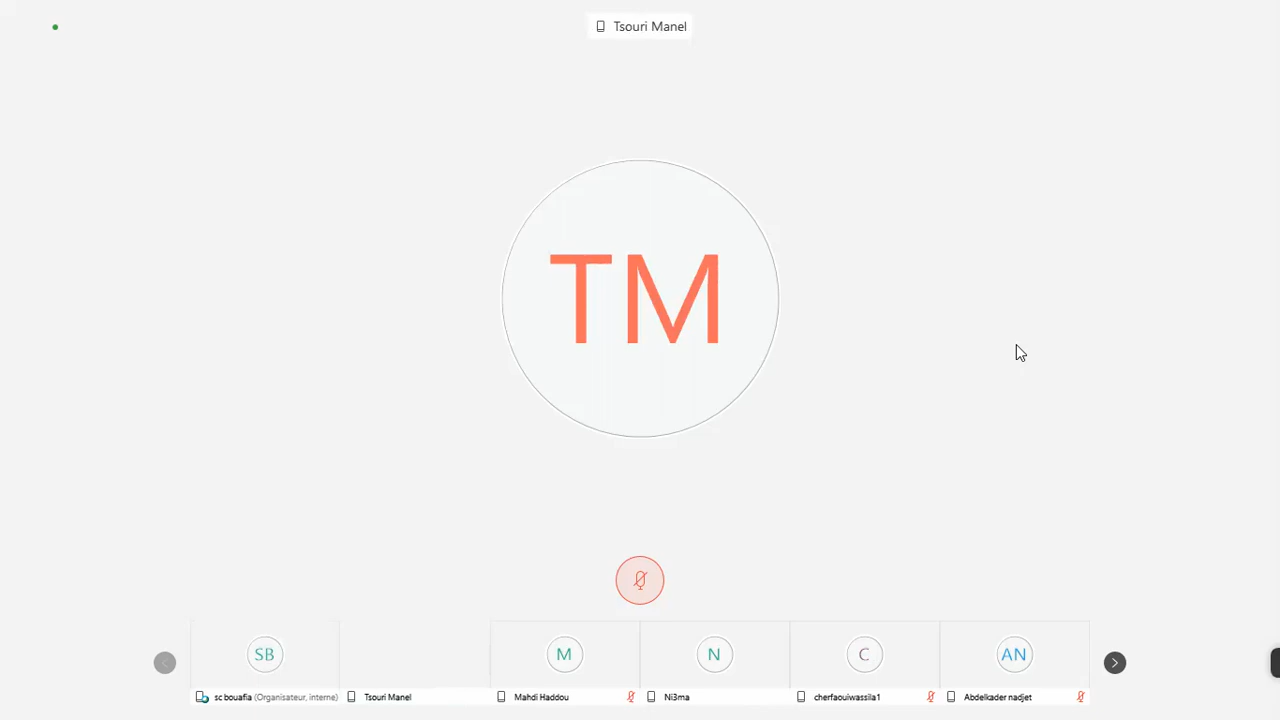 Tsouri Manel
TM
SB
M
N
C
AN
sc bouafia (Organisateur, interne)
Tsouri Manel
Mahdi Haddou
Ni3ma
cherfaouiwassila1
Abdelkader nadjet